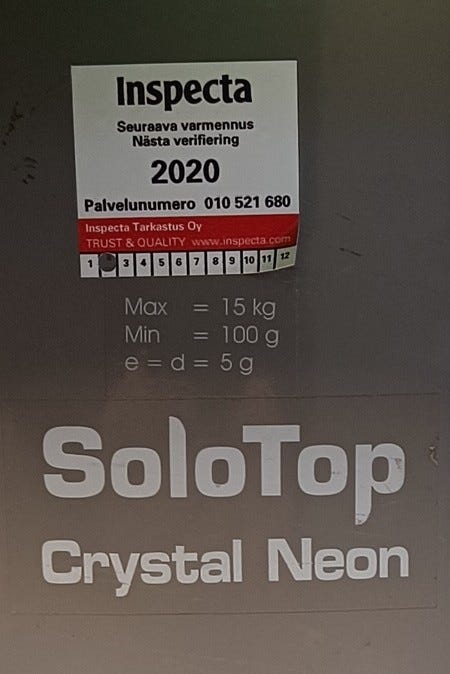 Inspecta
Seuraava varmennus
Nästa verifiering
2020
Palvelunumero 010 521 680
Inspecta Tarkastus Oy
TRUST & QUALITY www.inspecta.com
1 3 4 5 6 7 8 9 10 11 12
Max = 15 kg
Min = 100 g
e = d = 5 g
SoloTop
Crystal Neon